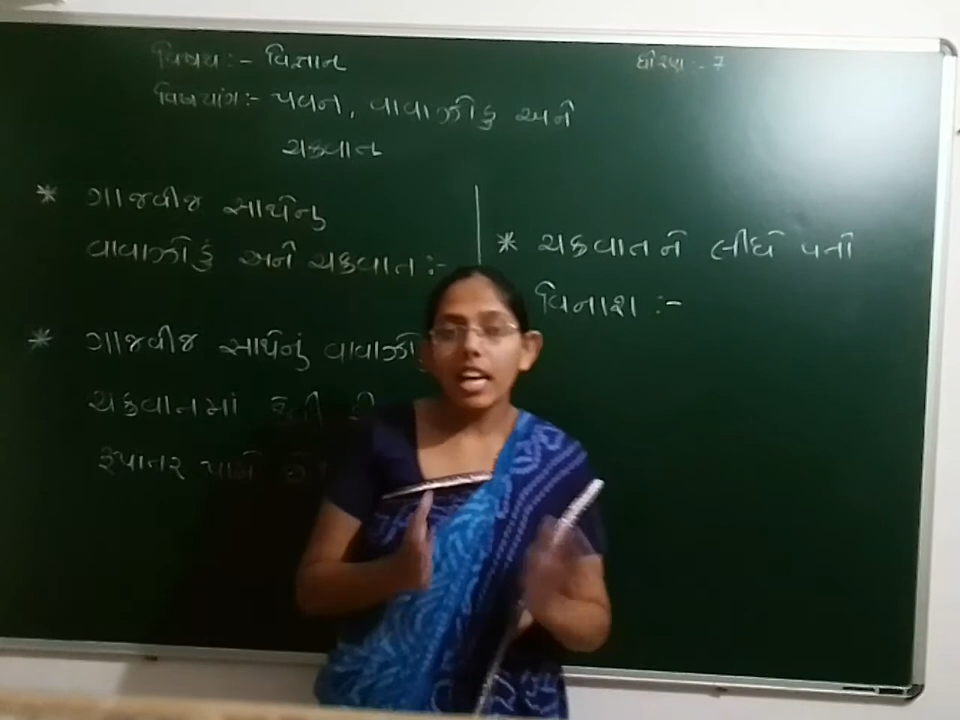 વિષય :- વિજ્ઞાન
ધોરણ :- 7
વિષયાંગ :- પવન, વાવાઝોડુ અને
ચક્રવાત
* ગાજવીજ સાથેનુ
વાવાઝોડું અને ચક્રવાત :-
* ગાજવીજ સાથેનું
ચક્રવાતમાં કેવી રી
રૂપાતર પામે
* ચક્રવાતને લીધે થતો
વિનાશ :-